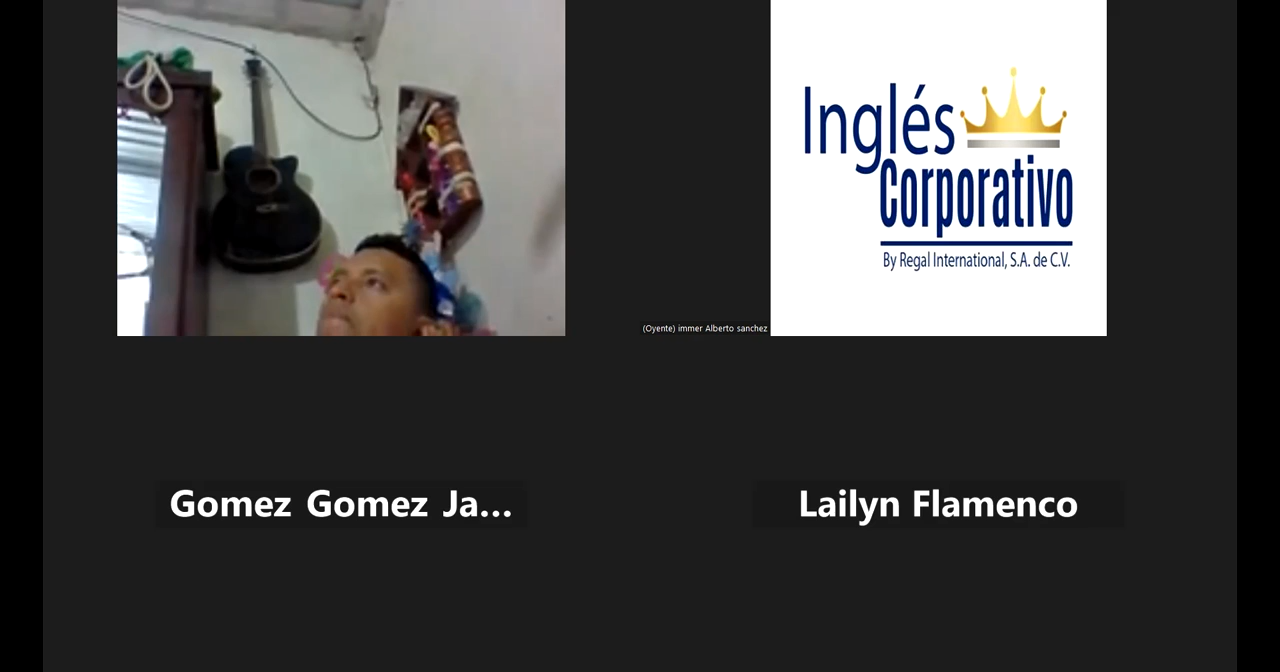 Inglés
Corporativo
By Regal International, S.A. de C.V.
(Oyente) immer Alberto sanchez
Gomez Gomez Ja...
Lailyn Flamenco